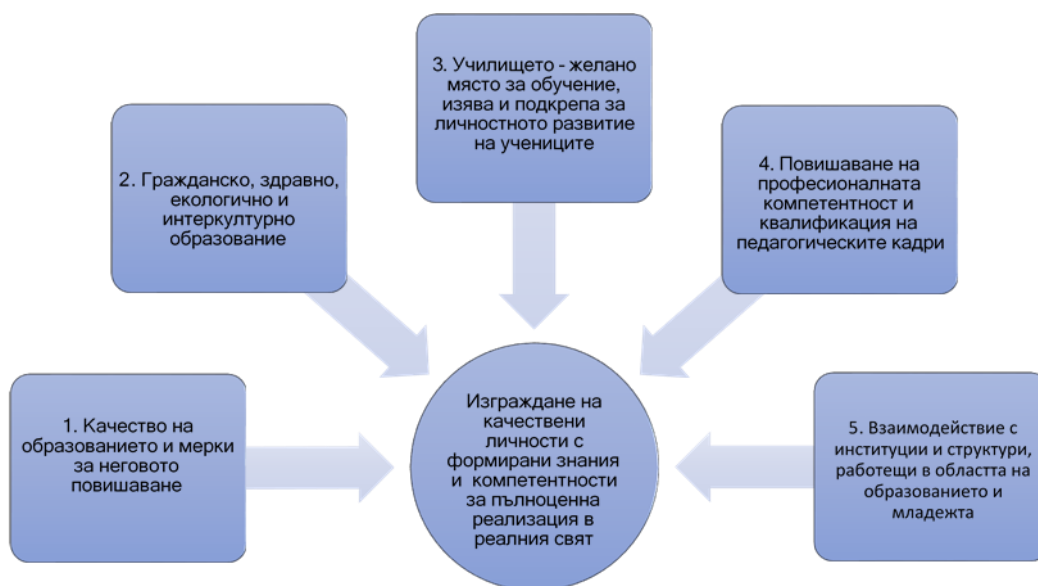 1. Качество на
образованието и мерки
за неговото
повишаване
2. Гражданско, здравно,
екологично и
интеркултурно
образование
3. Училището - желано
място за обучение,
изява и подкрепа за
личностното развитие
на учениците
4. Повишаване на
професионалната
компетентност и
квалификация на
педагогическите кадри
5. Взаимодействие с
институции и структури,
работещи в областта на
образованието и
младежта
Изграждане на
качествени
личности с
формирани знания
и компетентности
за пълноценна
реализация в
реалния свят